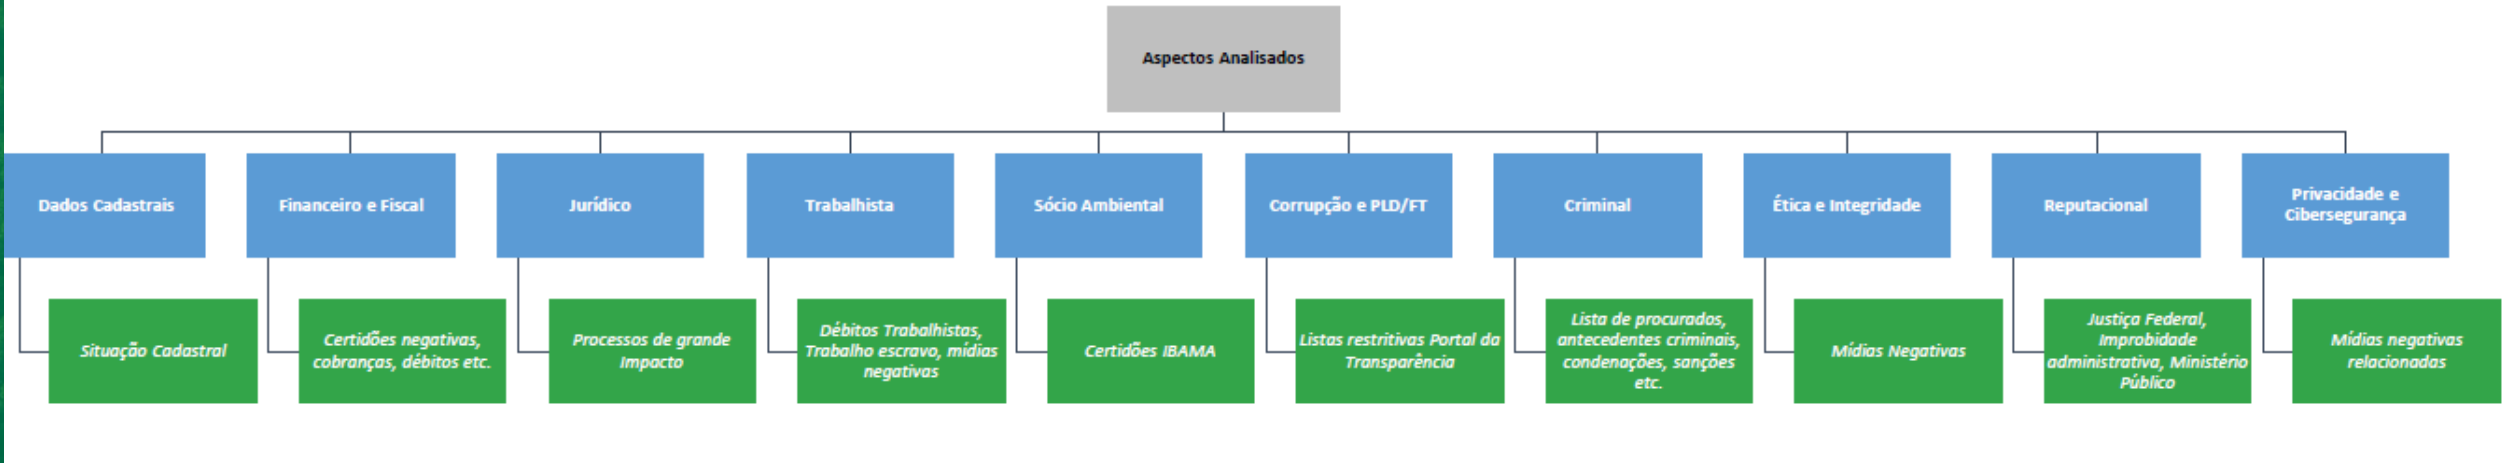 Aspectos Analisados
Dados Cadastrais
Financeiro e Fiscal
Jurídico
Trabalhista
Sócio Ambiental
Corrupção e PLD/FT
Criminal
Ética e Integridade
Reputacional
Privacidade e
Cibersegurança
Situação Cadastral
Certidões negativas,
cobranças, débitos etc.
Processos de grande
Impacto
Débitos Trabalhistas,
Trabalho escravo, mídias
negativas
Certidões IBAMA
Listas restritivas Portal da
Transparência
Lista de procurados,
antecedentes criminais,
condenações, sanções
etc.
Mídias Negativas
Justiça Federal,
Improbidade
administrativa, Ministério
Público
Mídias negativas
relacionadas